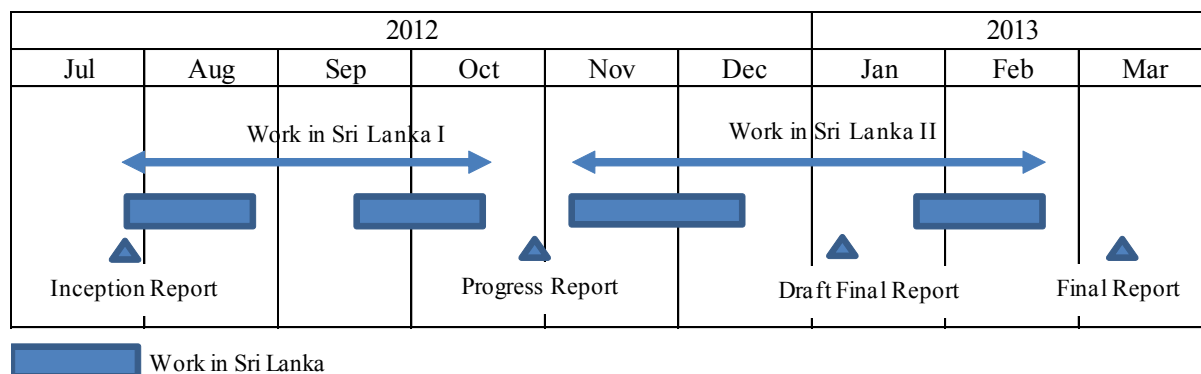 2012 2013
Jul Aug Sep Oct Nov Dec Jan Feb Mar
Work in Sri Lanka I Work in Sri Lanka II
Inception Report Progress Report Draft Final Report Final Report
Work in Sri Lanka